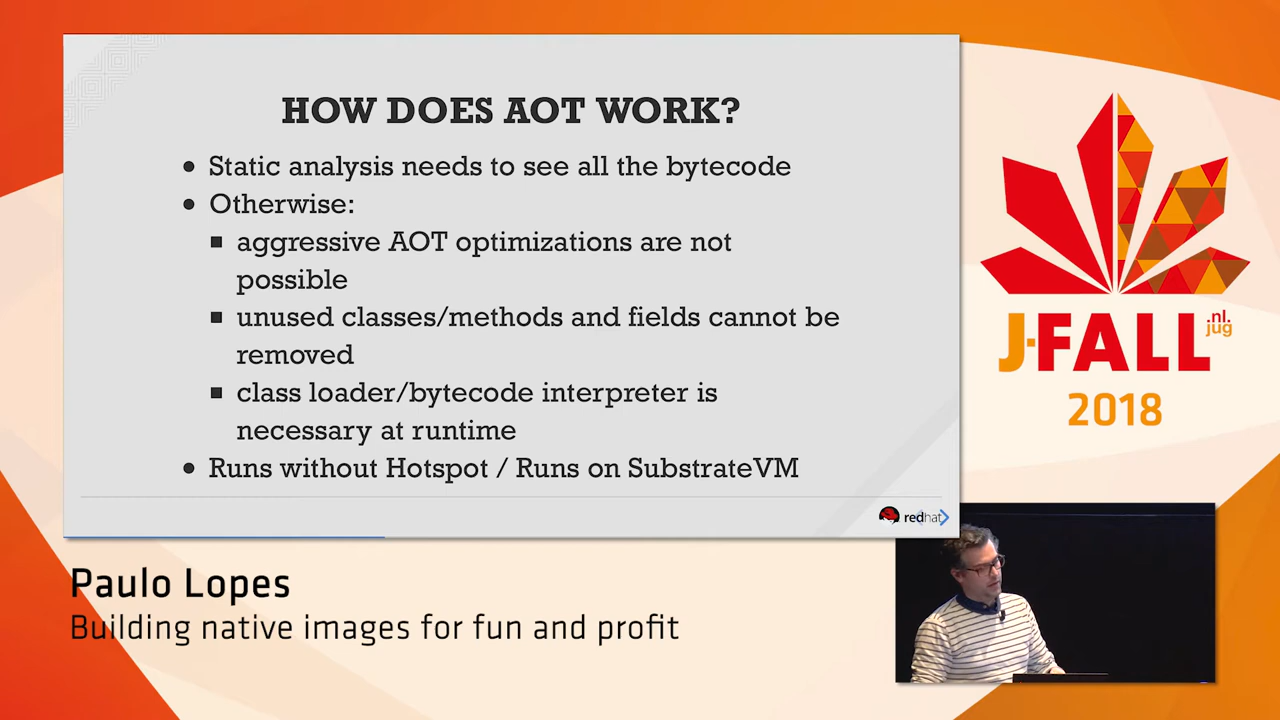 HOW DOES AOT WORK?
• Static analysis needs to see all the bytecode
• Otherwise:
▪ aggressive AOT optimizations are not
possible
▪ unused classes/methods and fields cannot be
removed
▪ class loader/bytecode interpreter is
necessary at runtime
• Runs without Hotspot / Runs on SubstrateVM
redhat
J-FALL
.nl.
jug
2018
Paulo Lopes
Building native images for fun and profit